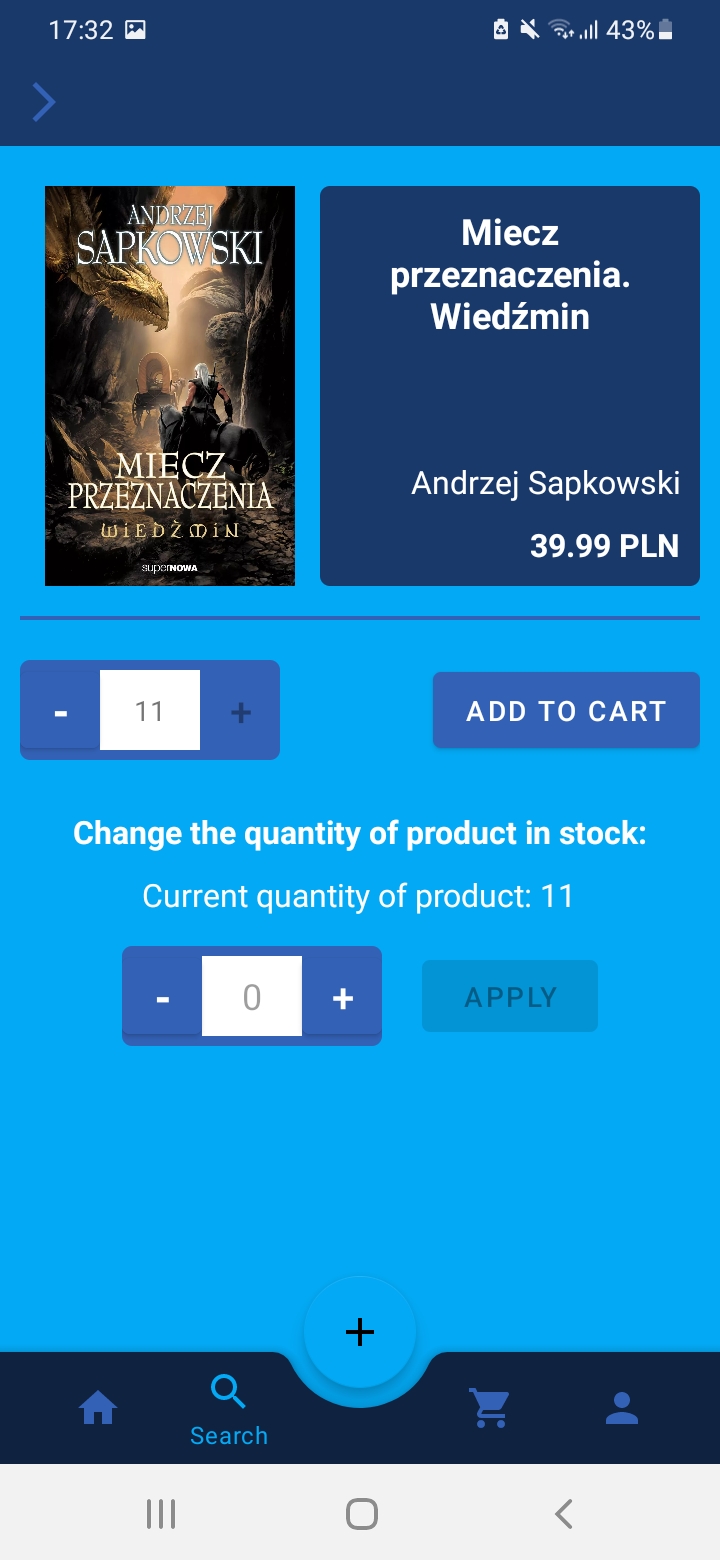 17:32
43%
ANDRZEJ
SAPKOWSKI
MIECZ
PRZEZNACZENIA
WIEDŹMIN
superNOWA
Miecz
przeznaczenia.
Wiedźmin
Andrzej Sapkowski
39.99 PLN
- 11 +
ADD TO CART
Change the quantity of product in stock:
Current quantity of product: 11
- 0 +
APPLY
+
Search